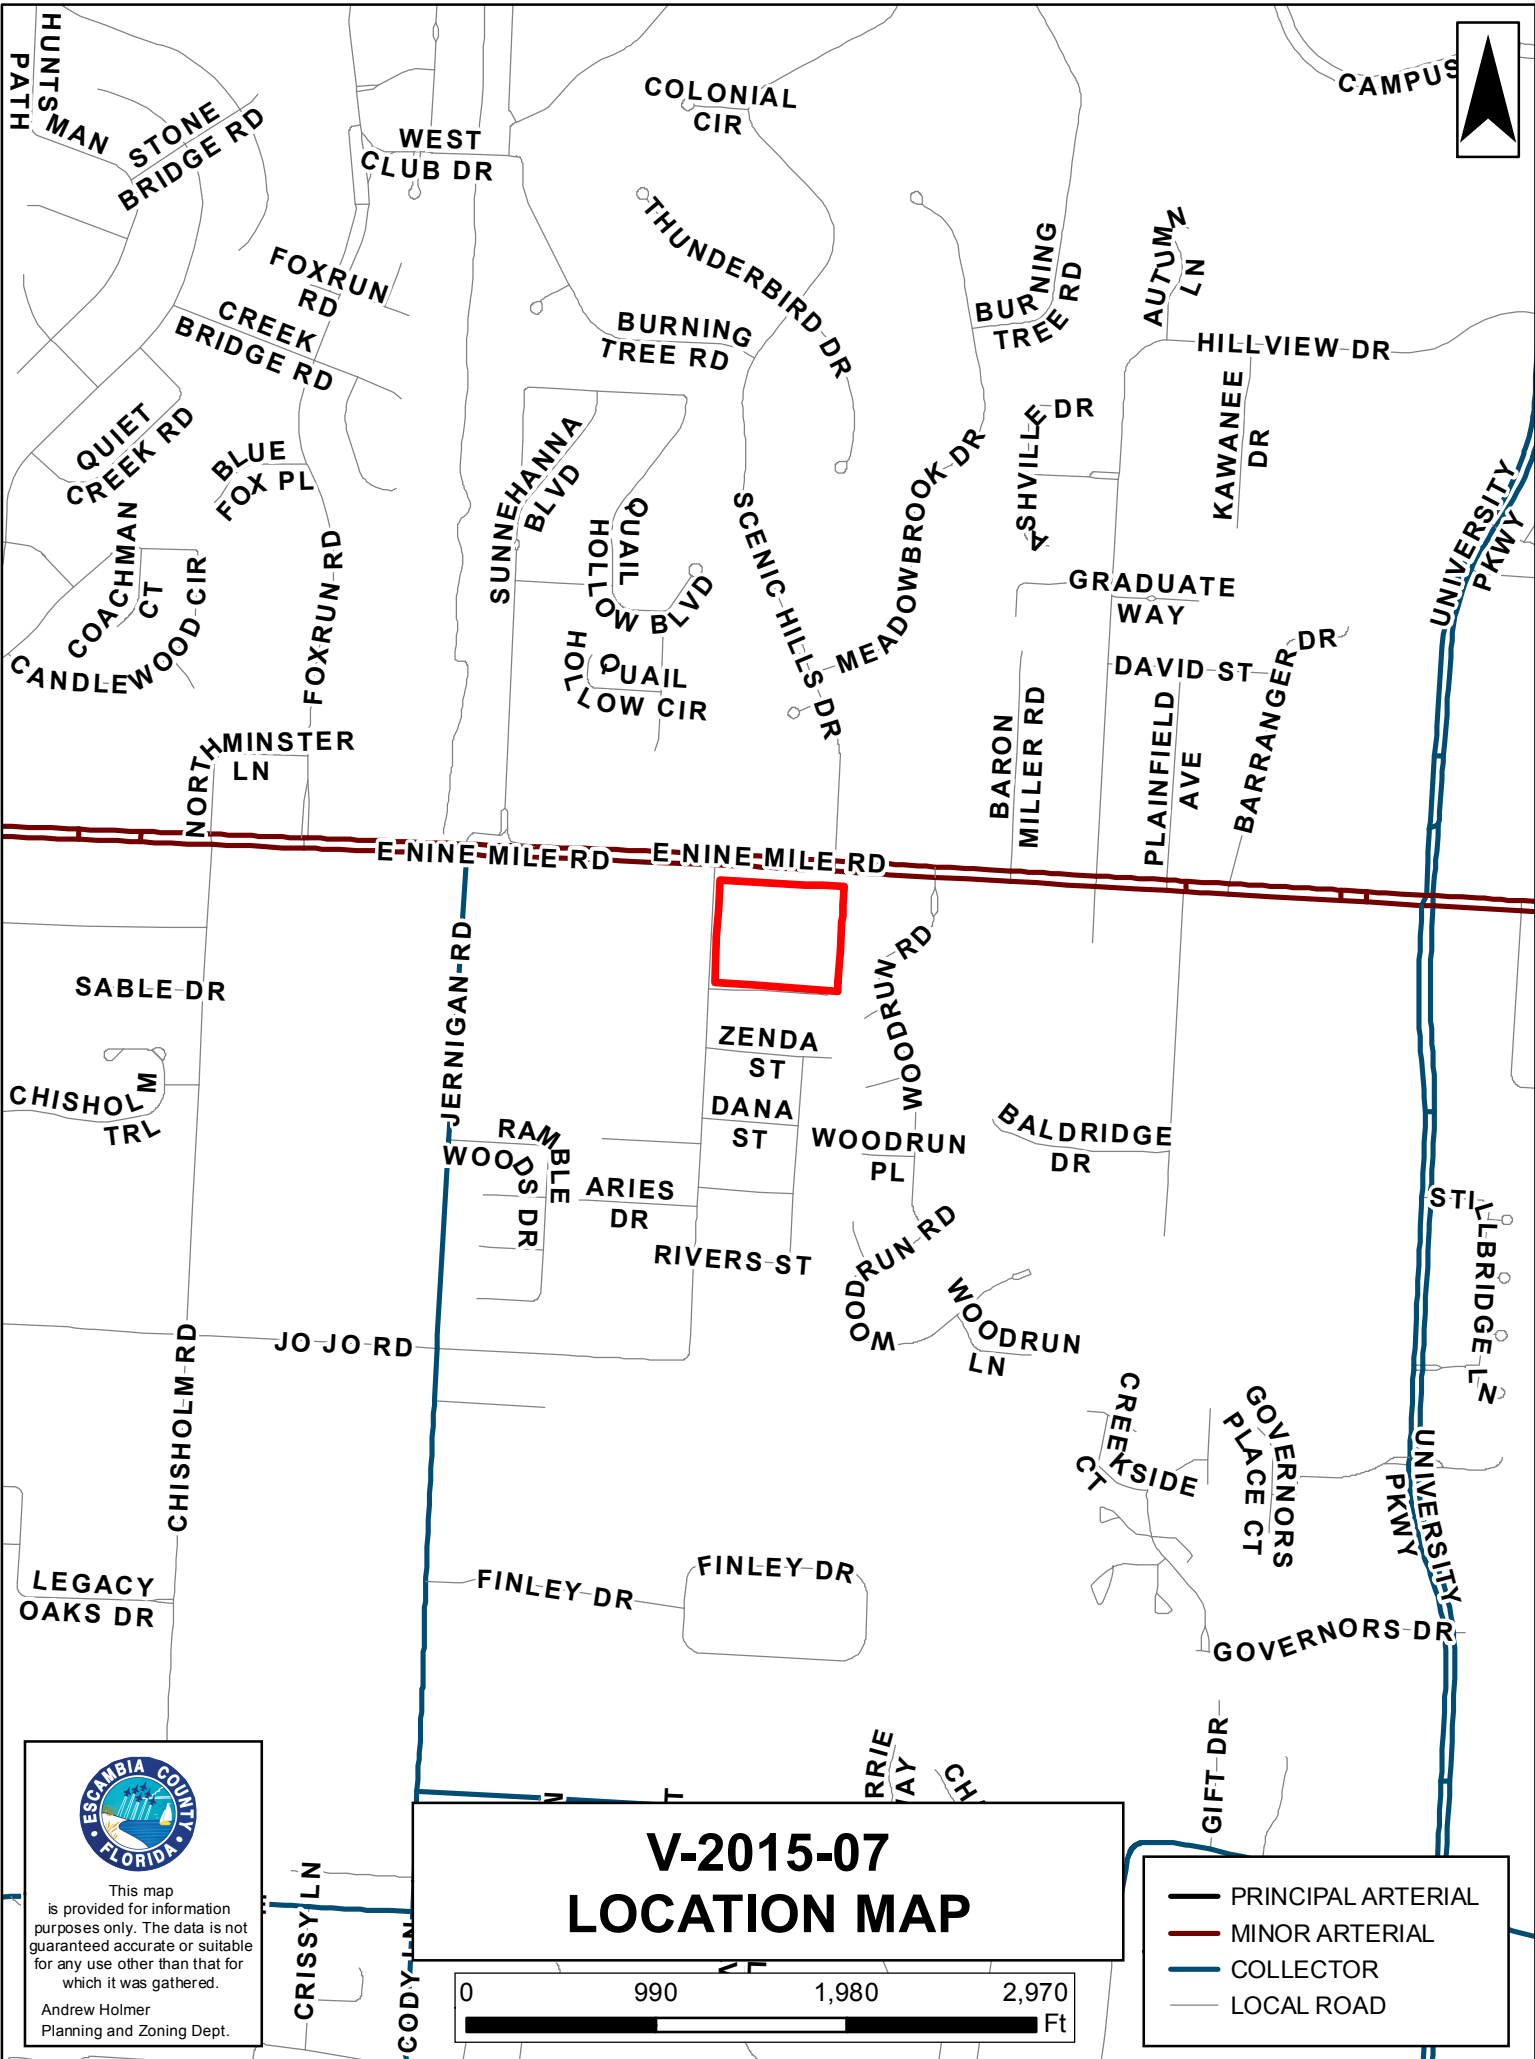 HUNTSMAN
PATH
STONE
BRIDGE RD
WEST
CLUB DR
COLONIAL
CIR
CAMPUS
THUNDERBIRD DR
BURNING
TREE RD
AUTUMN
LN
FOXRUN
RD
CREEK
BRIDGE RD
BURNING
TREE RD
HILLVIEW DR
KAWANEE
DR
ASHVILLE DR
QUIET
CREEK RD
BLUE
FOX PL
SUNNEHANNA
BLVD
QUAIL
HOLLOW BLVD
SCENIC HILLS DR
MEADOWBROOK DR
UNIVERSITY
PKWY
COACHMAN
CT
CANDLEWOOD CIR
FOXRUN RD
QUAIL
HOLLOW CIR
GRADUATE
WAY
DAVID ST
BARRANGER DR
BARON
MILLER RD
PLAINFIELD
AVE
NORTHMINSTER
LN
E NINE MILE RD
E NINE MILE RD
SABLE DR
JERNIGAN RD
WOODRUN RD
ZENDA
ST
CHISHOLM
TRL
DANA
ST
RAMBLE
WOODS DR
WOODRUN
PL
BALDRIDGE
DR
ARIES
DR
RIVERS ST
WOODRUN RD
STILLBRIDGE LN
WOODRUN
LN
JO JO RD
CHISHOLM RD
CREEKSIDE
CT
GOVERNORS
PLACE CT
UNIVERSITY
PKWY
LEGACY
OAKS DR
FINLEY DR
FINLEY DR
GOVERNORS DR
GIFT DR
RRIE
AY
CH
N
T
CRISSY LN
CODY LN
ESCAMBIA COUNTY
FLORIDA
This map
is provided for information
purposes only. The data is not
guaranteed accurate or suitable
for any use other than that for
which it was gathered.
Andrew Holmer
Planning and Zoning Dept.
V-2015-07
LOCATION MAP
0 990 1,980 2,970
Ft
PRINCIPAL ARTERIAL
MINOR ARTERIAL
COLLECTOR
LOCAL ROAD